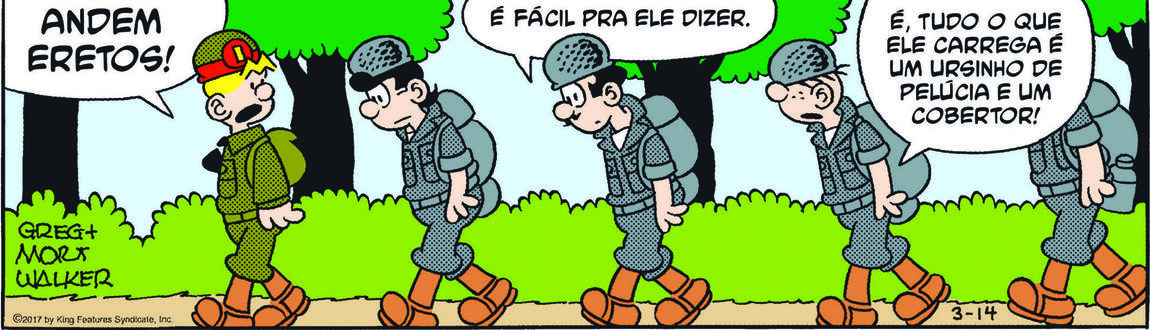 ANDEM
ERETOS!
É FÁCIL PRA ELE DIZER.
É, TUDO O QUE
ELE CARREGA É
UM URSINHO DE
PELÚCIA E UM
COBERTOR!
1
GREG+
MORT
WALKER
©2017 by King Features Syndicate, Inc.
3-14